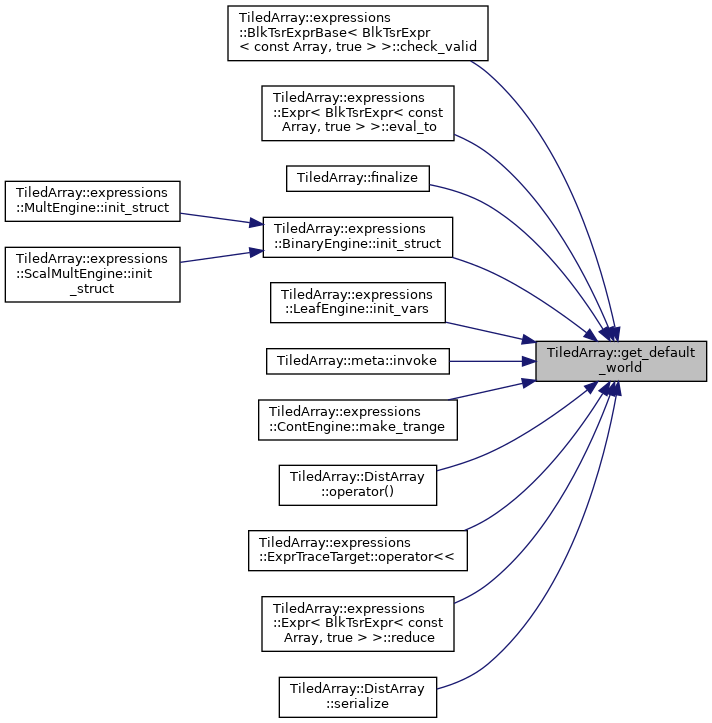 TiledArray::expressions
::BlkTsrExprBase< BlkTsrExpr
< const Array, true > >::check_valid
TiledArray::expressions
::Expr< BlkTsrExpr< const
Array, true > >::eval_to
TiledArray::finalize
TiledArray::expressions
::MultEngine::init_struct
TiledArray::expressions
::BinaryEngine::init_struct
TiledArray::expressions
::ScalMultEngine::init
_struct
TiledArray::expressions
::LeafEngine::init_vars
TiledArray::get_default
_world
TiledArray::meta::invoke
TiledArray::expressions
::ContEngine::make_trange
TiledArray::DistArray
::operator()
TiledArray::expressions
::ExprTraceTarget::operator<<
TiledArray::expressions
::Expr< BlkTsrExpr< const
Array, true > >::reduce
TiledArray::DistArray
::serialize